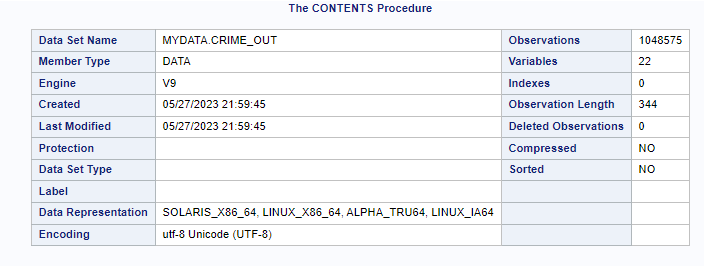 The CONTENTS Procedure
Data Set Name MYDATA.CRIME_OUT Observations 1048575
Member Type DATA Variables 22
Engine V9 Indexes 0
Created 05/27/2023 21:59:45 Observation Length 344
Last Modified 05/27/2023 21:59:45 Deleted Observations 0
Protection Compressed NO
Data Set Type Sorted NO
Label
Data Representation SOLARIS_X86_64, LINUX_X86_64, ALPHA_TRU64, LINUX_IA64
Encoding utf-8 Unicode (UTF-8)